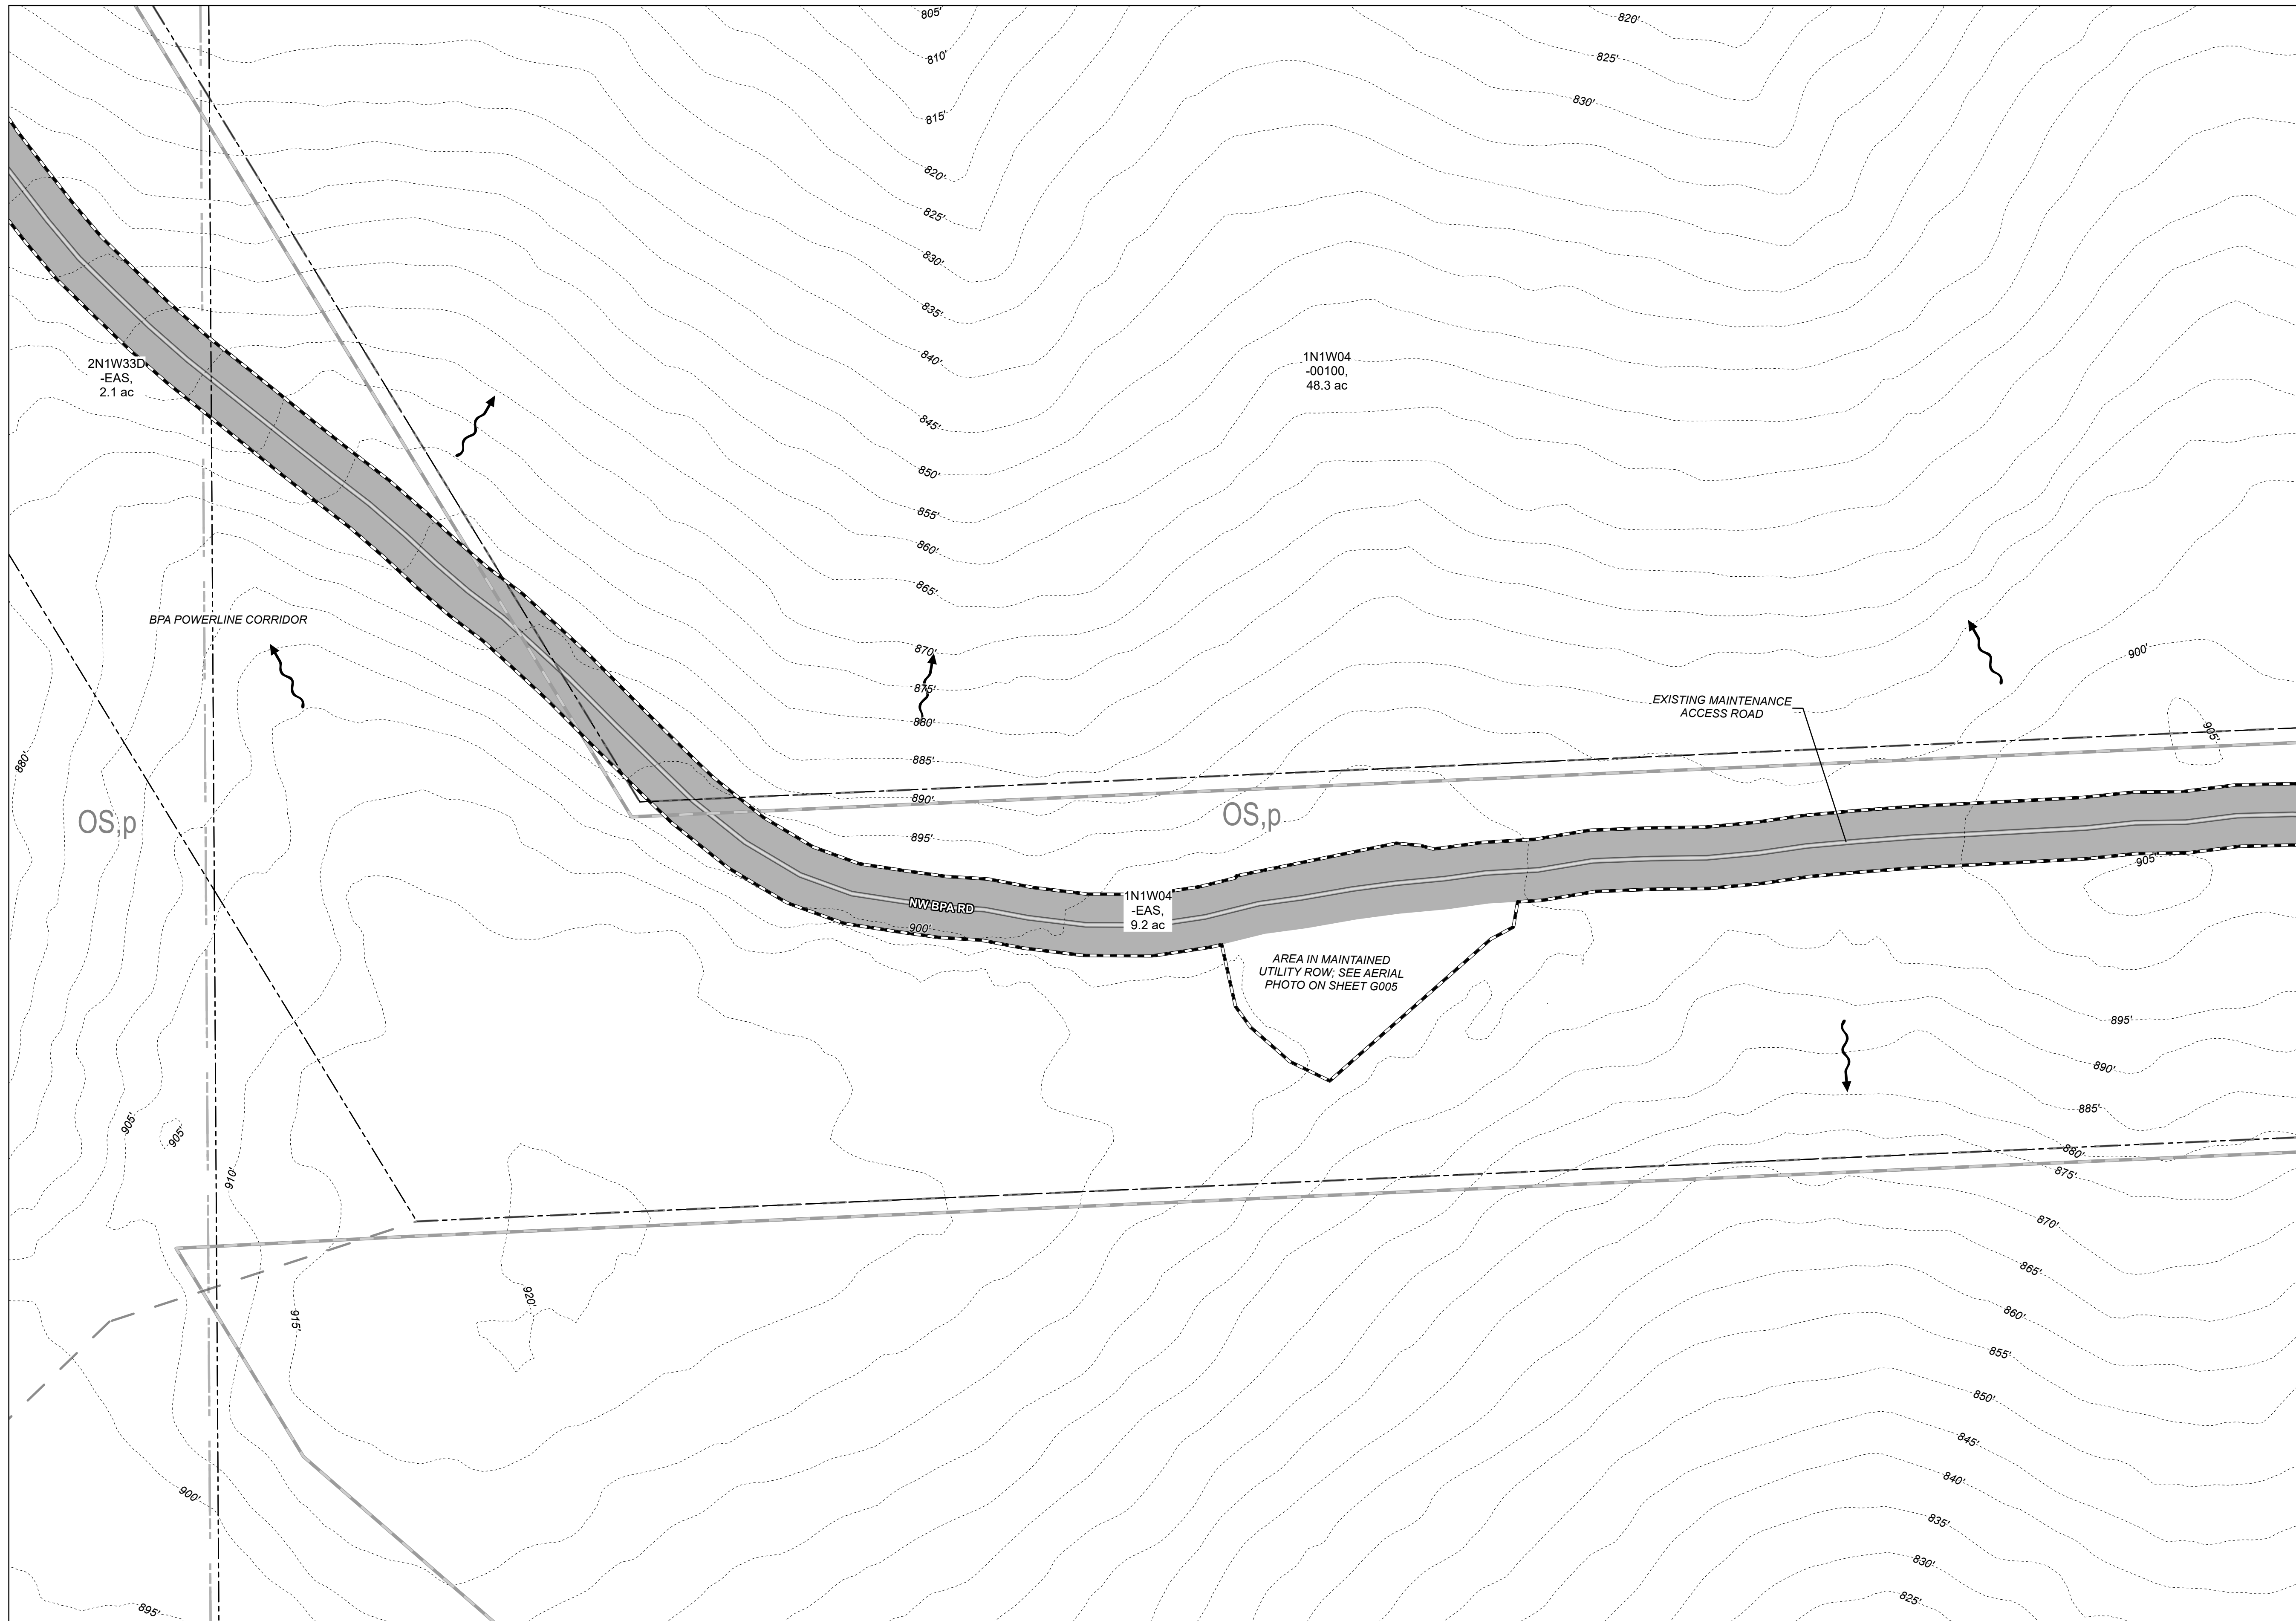 805'
810'
815'
820'
825'
830'
835'
840'
845'
850'
855'
860'
865'
870'
875'
880'
885'
890'
895'
900'
820'
825'
830'
2N1W33D
-EAS,
2.1 ac
1N1W04
-00100,
48.3 ac
BPA POWERLINE CORRIDOR
EXISTING MAINTENANCE
ACCESS ROAD
900'
905'
905'
880'
OS,p
OS,p
NW BPA RD
1N1W04
-EAS,
9.2 ac
AREA IN MAINTAINED
UTILITY ROW; SEE AERIAL
PHOTO ON SHEET G005
905'
905'
910'
915'
920'
900'
895'
895'
890'
885'
880'
875'
870'
865'
860'
855'
850'
845'
840'
835'
830'
825'